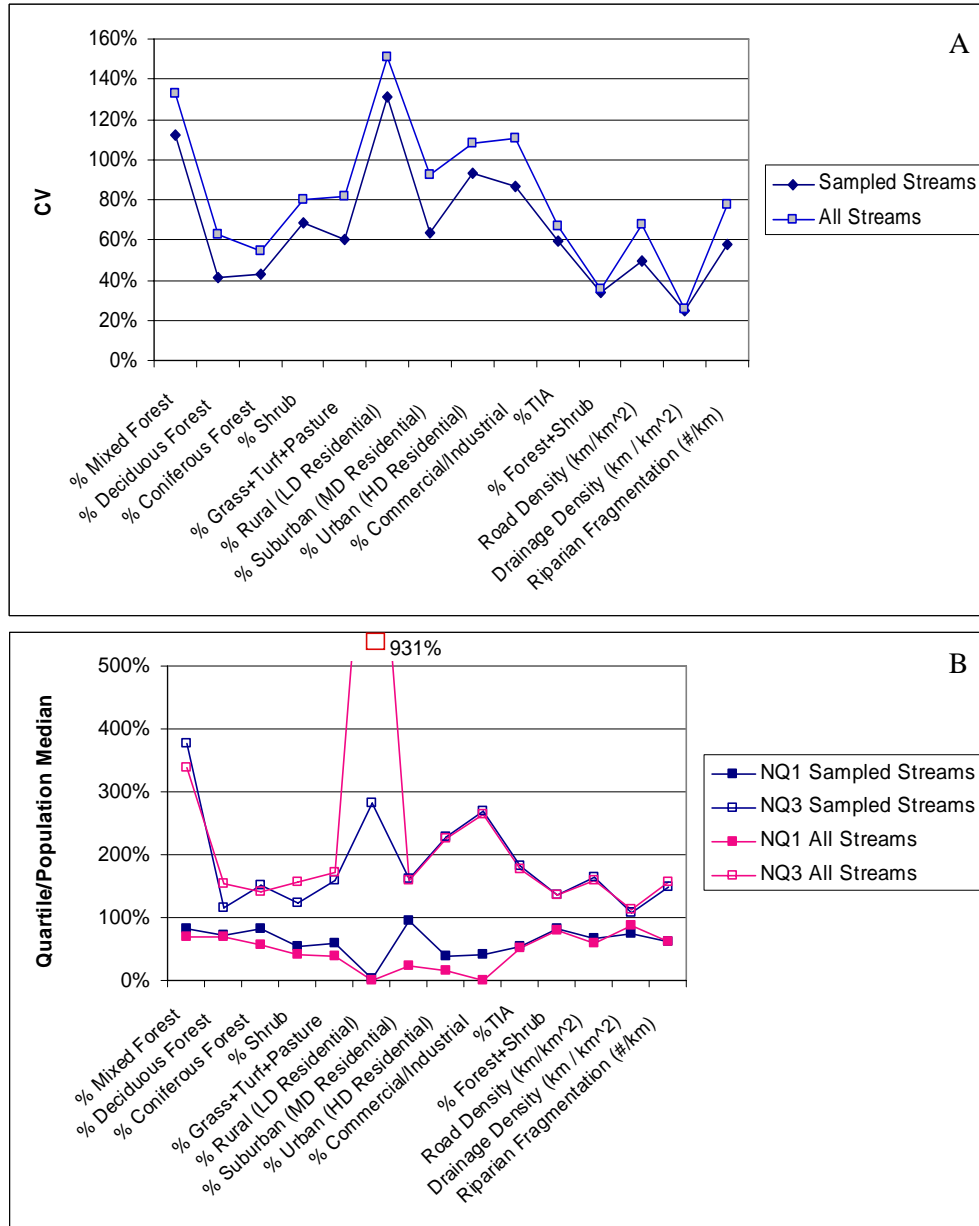 A
160%
140%
120%
100%
80%
60%
40%
20%
0%
CV
% Mixed Forest
% Deciduous Forest
% Coniferous Forest
% Shrub
% Grass+Turf+Pasture
% Rural (LD Residential)
% Suburban (MD Residential)
% Urban (HD Residential)
% Commercial/Industrial
%TIA
% Forest+Shrub
Road Density (km/km^2)
Drainage Density (km / km^2)
Riparian Fragmentation (#/km)
Sampled Streams
All Streams
B
931%
500%
400%
300%
200%
100%
0%
Quartile/Population Median
% Mixed Forest
% Deciduous Forest
% Coniferous Forest
% Shrub
% Grass+Turf+Pasture
% Rural (LD Residential)
% Suburban (MD Residential)
% Urban (HD Residential)
% Commercial/Industrial
%TIA
% Forest+Shrub
Road Density (km/km^2)
Drainage Density (km / km^2)
Riparian Fragmentation (#/km)
NQ1 Sampled Streams
NQ3 Sampled Streams
NQ1 All Streams
NQ3 All Streams